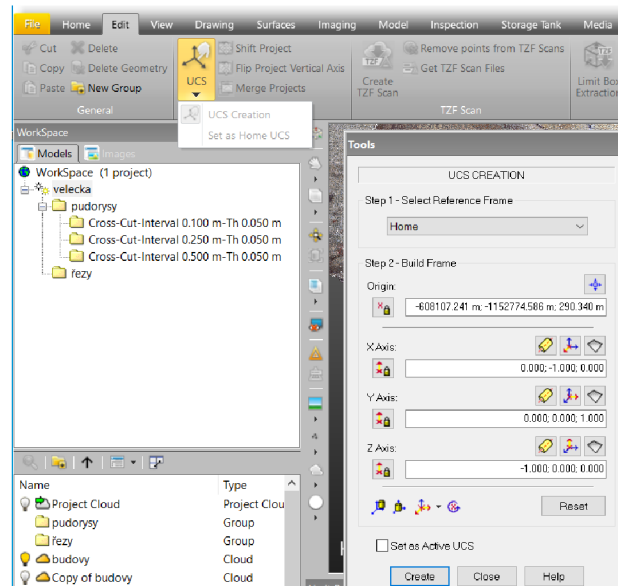 File Home Edit View Drawing Surfaces Imaging Model Inspection Storage Tank Media
Cut Delete
Copy Delete Geometry
Paste New Group
General
UCS
Shift Project
Flip Project Vertical Axis
Merge Projects
Create TZF Scan
Remove points from TZF Scans
Get TZF Scan Files
TZF Scan
Limit Box
Extraction
UCS Creation
Set as Home UCS
WorkSpace
Models Images
WorkSpace (1 project)
velecka
pudorysy
Cross-Cut-Interval 0.100 m-Th 0.050 m
Cross-Cut-Interval 0.250 m-Th 0.050 m
Cross-Cut-Interval 0.500 m-Th 0.050 m
řezy
Name Type
Project Cloud Project Clou
pudorysy Group
řezy Group
budovy Cloud
Copy of budovy Cloud
Tools
UCS CREATION
Step 1 - Select Reference Frame
Home
Step 2 - Build Frame
Origin:
-608107.241 m; -1152774.586 m; 290.340 m
X Axis:
0.000; -1.000; 0.000
Y Axis:
0.000; 0.000; 1.000
Z Axis:
-1.000; 0.000; 0.000
Reset
Set as Active UCS
Create Close Help